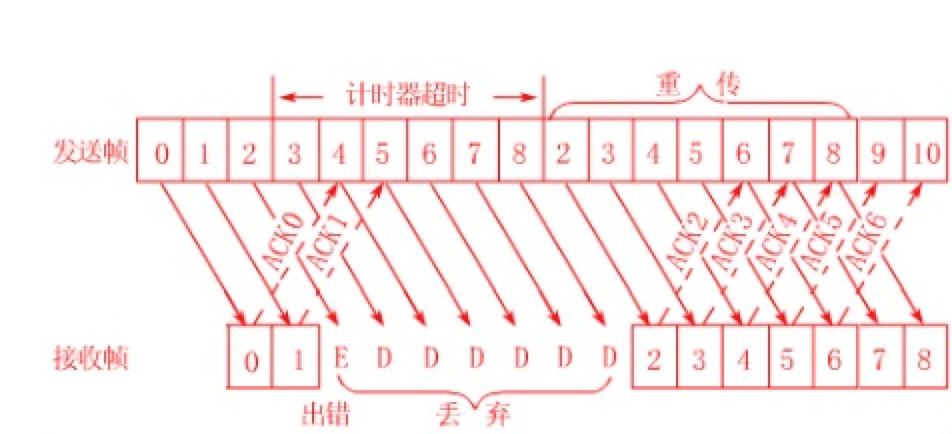 计时器超时 重传
发送帧 0 1 2 3 4 5 6 7 8 2 3 4 5 6 7 8 9 10
ACK0 ACK1 ACK2 ACK3 ACK4 ACK5 ACK6
接收帧 0 1 E D D D D D D 2 3 4 5 6 7 8
出错 丢弃